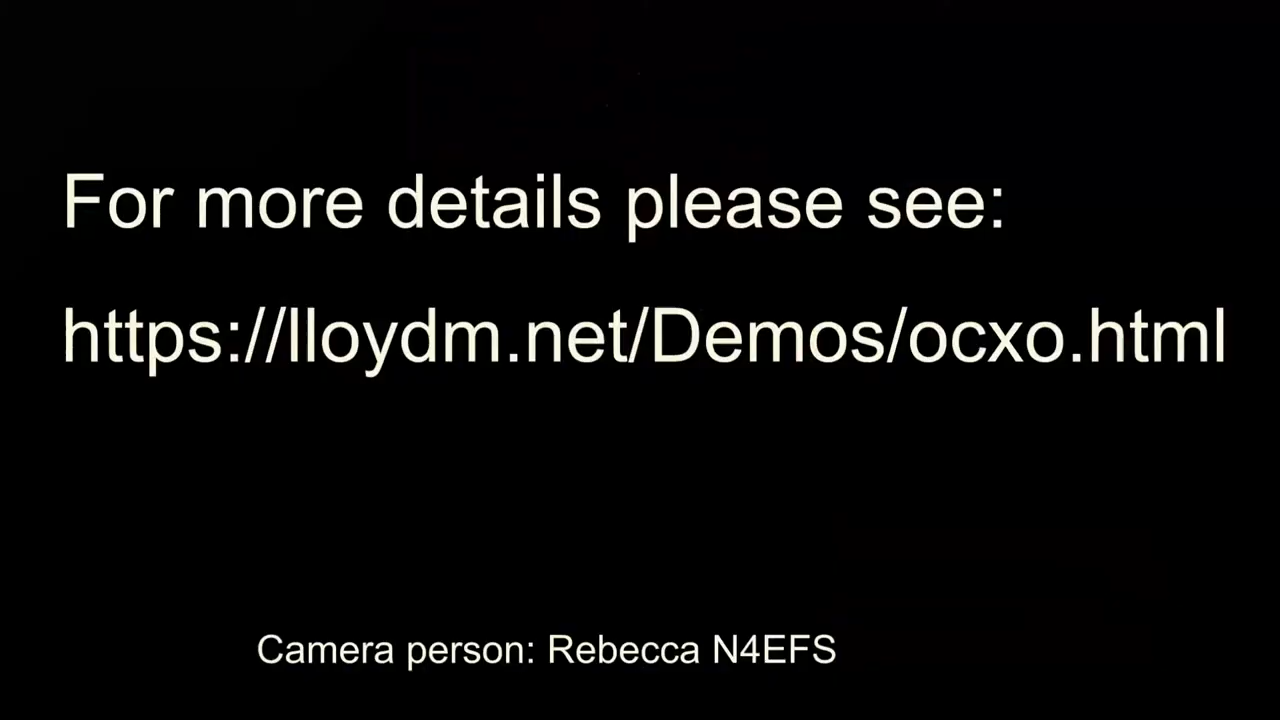 For more details please see:
https://lloydm.net/Demos/ocxo.html
Camera person: Rebecca N4EFS